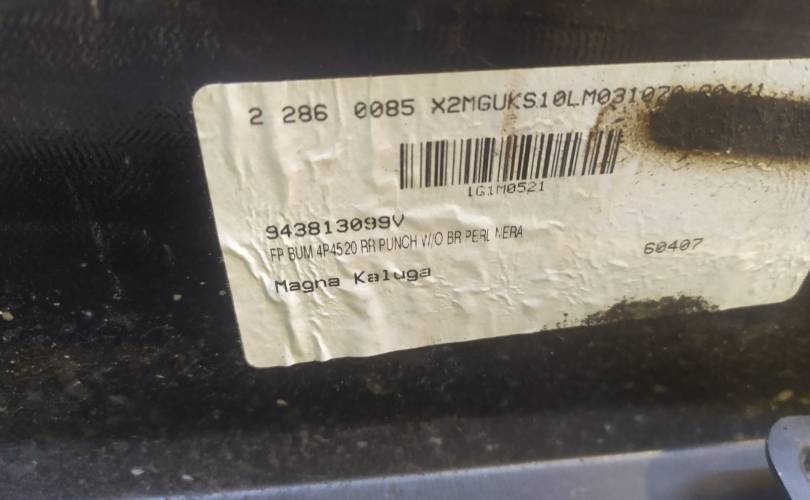 2 286 0085 X2MGUKS10LM031070 00:41
1G1M0521
943813099V
FP BUM 4P4520 RR PUNCH W/O BR PERL NERA
60407
Magna Kaluga